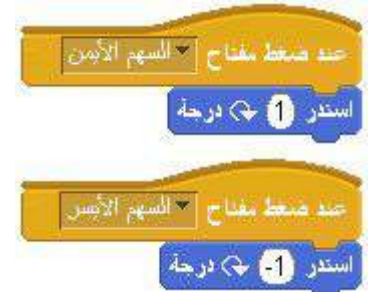 عند ضغط مفتاح السهم الأيمن
استدر 1 درجة
عند ضغط مفتاح السهم الأيسر
استدر -1 درجة